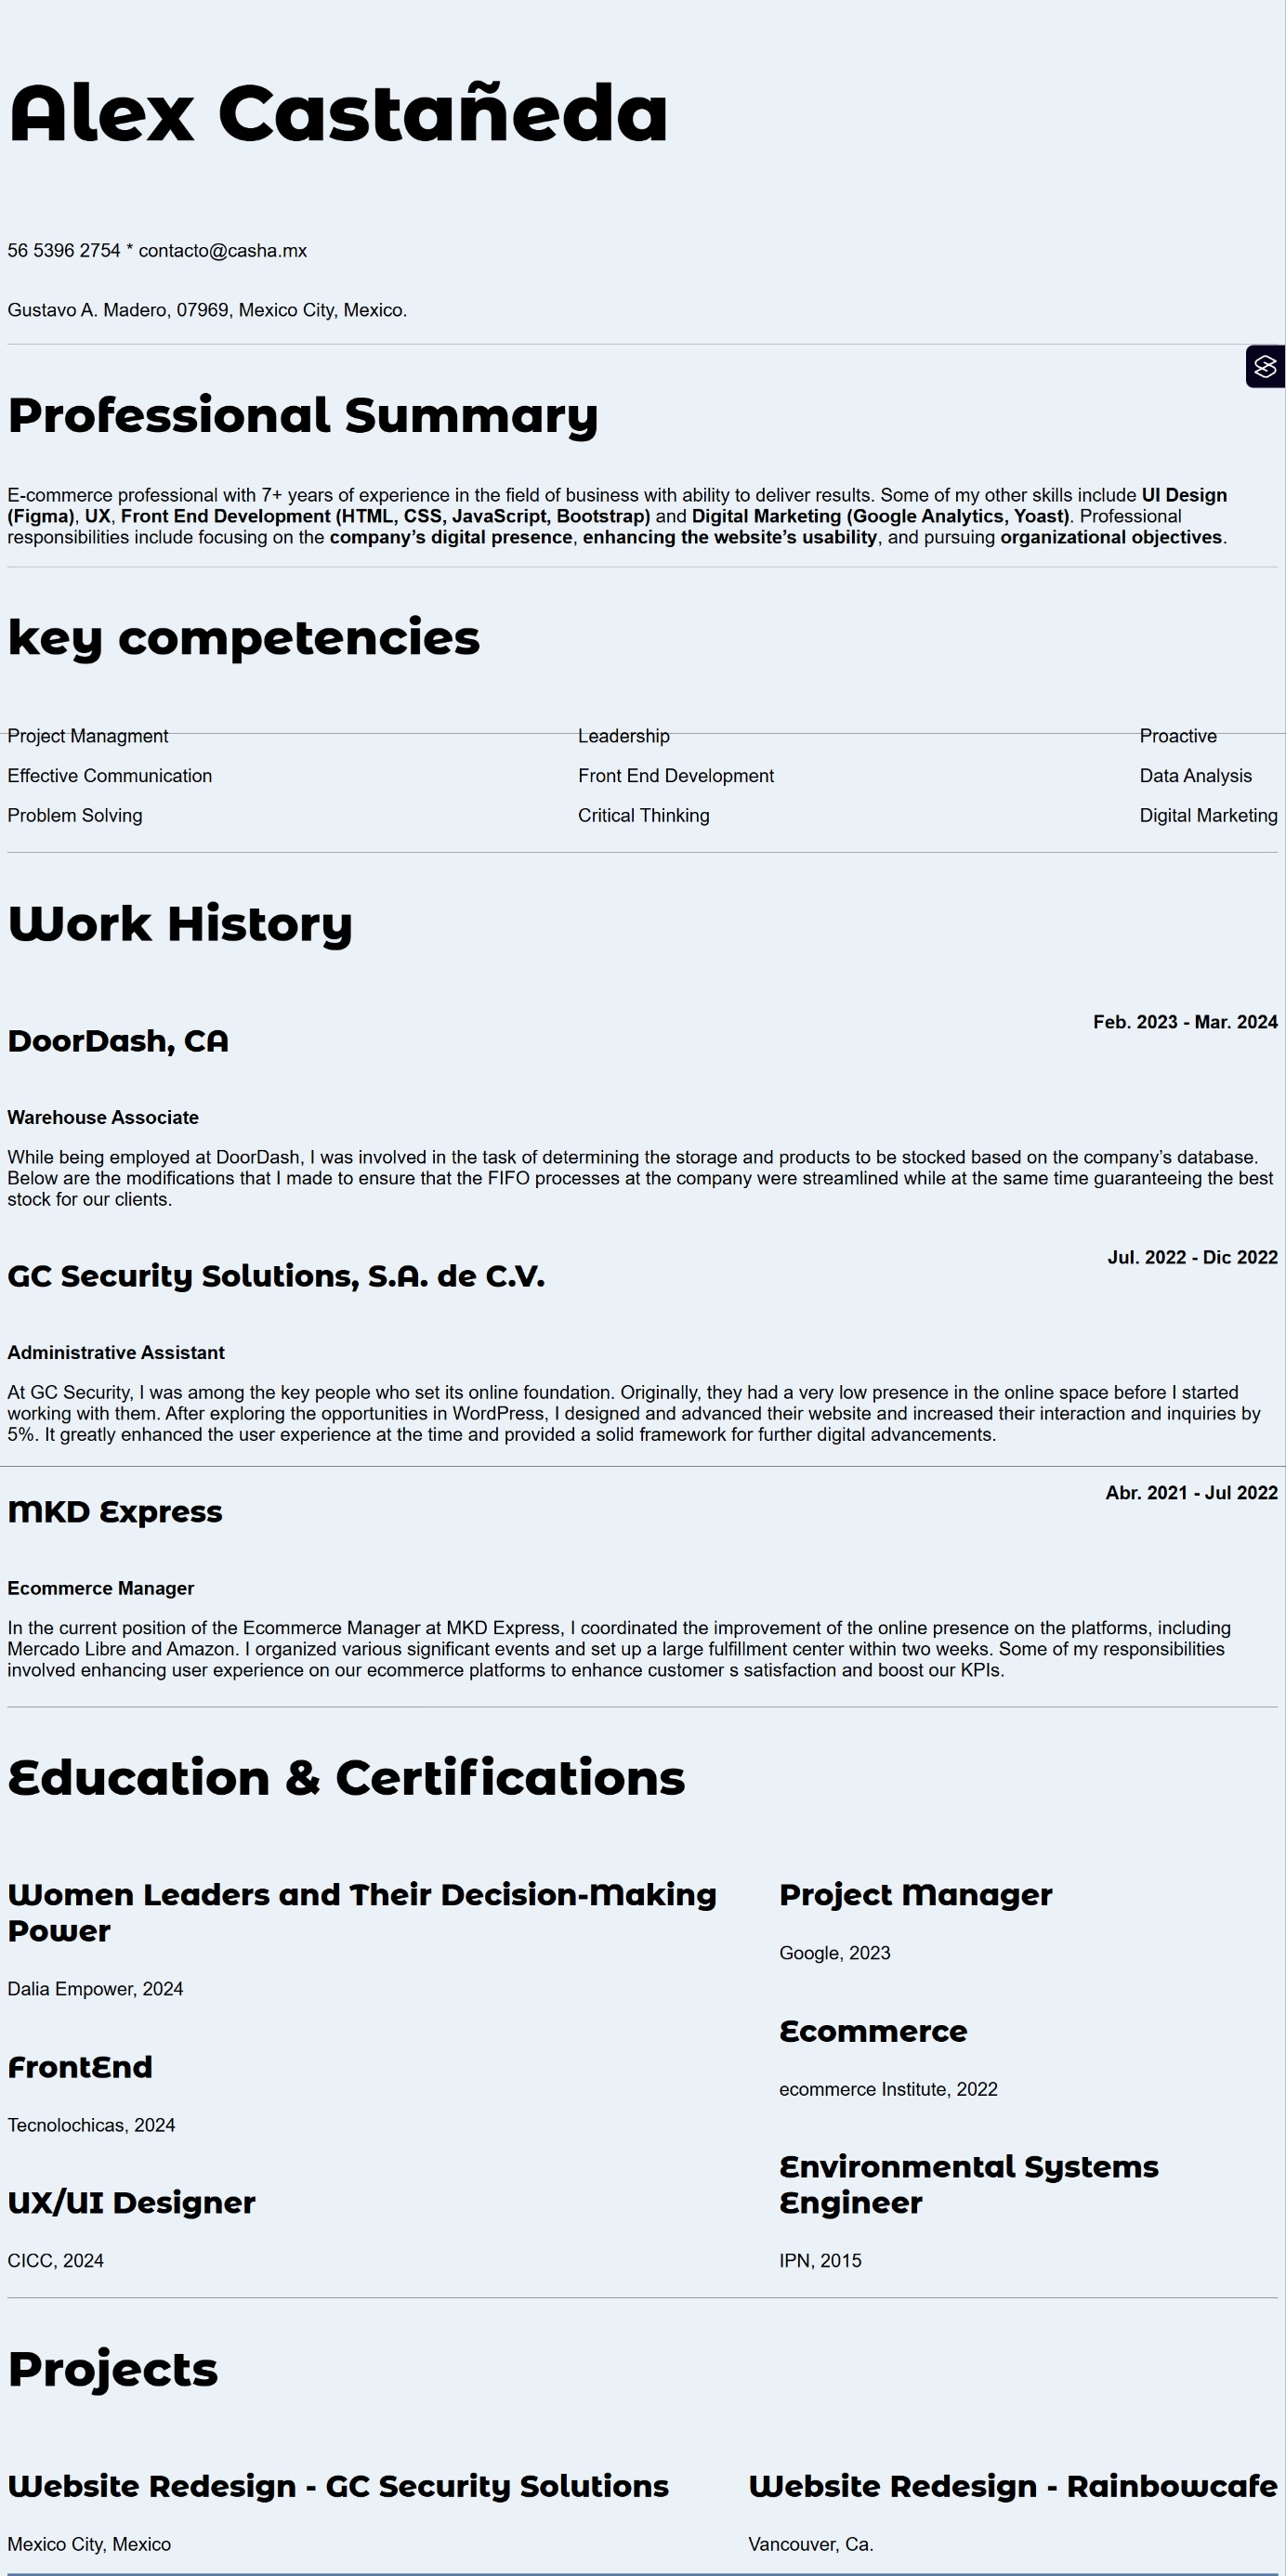 Alex Castañeda
56 5396 2754 * contacto@casha.mx
Gustavo A. Madero, 07969, Mexico City, Mexico.
Professional Summary
E-commerce professional with 7+ years of experience in the field of business with ability to deliver results. Some of my other skills include UI Design
(Figma), UX, Front End Development (HTML, CSS, JavaScript, Bootstrap) and Digital Marketing (Google Analytics, Yoast). Professional
responsibilities include focusing on the company’s digital presence, enhancing the website’s usability, and pursuing organizational objectives.
key competencies
Project Managment Leadership Proactive
Effective Communication Front End Development Data Analysis
Problem Solving Critical Thinking Digital Marketing
Work History
DoorDash, CA Feb. 2023 - Mar. 2024
Warehouse Associate
While being employed at DoorDash, I was involved in the task of determining the storage and products to be stocked based on the company’s database.
Below are the modifications that I made to ensure that the FIFO processes at the company were streamlined while at the same time guaranteeing the best
stock for our clients.
GC Security Solutions, S.A. de C.V. Jul. 2022 - Dic 2022
Administrative Assistant
At GC Security, I was among the key people who set its online foundation. Originally, they had a very low presence in the online space before I started
working with them. After exploring the opportunities in WordPress, I designed and advanced their website and increased their interaction and inquiries by
5%. It greatly enhanced the user experience at the time and provided a solid framework for further digital advancements.
MKD Express Abr. 2021 - Jul 2022
Ecommerce Manager
In the current position of the Ecommerce Manager at MKD Express, I coordinated the improvement of the online presence on the platforms, including
Mercado Libre and Amazon. I organized various significant events and set up a large fulfillment center within two weeks. Some of my responsibilities
involved enhancing user experience on our ecommerce platforms to enhance customer s satisfaction and boost our KPIs.
Education & Certifications
Women Leaders and Their Decision-Making
Power
Dalia Empower, 2024
FrontEnd
Tecnolochicas, 2024
UX/UI Designer
CICC, 2024
Project Manager
Google, 2023
Ecommerce
ecommerce Institute, 2022
Environmental Systems
Engineer
IPN, 2015
Projects
Website Redesign - GC Security Solutions
Mexico City, Mexico
Website Redesign - Rainbowcafe
Vancouver, Ca.